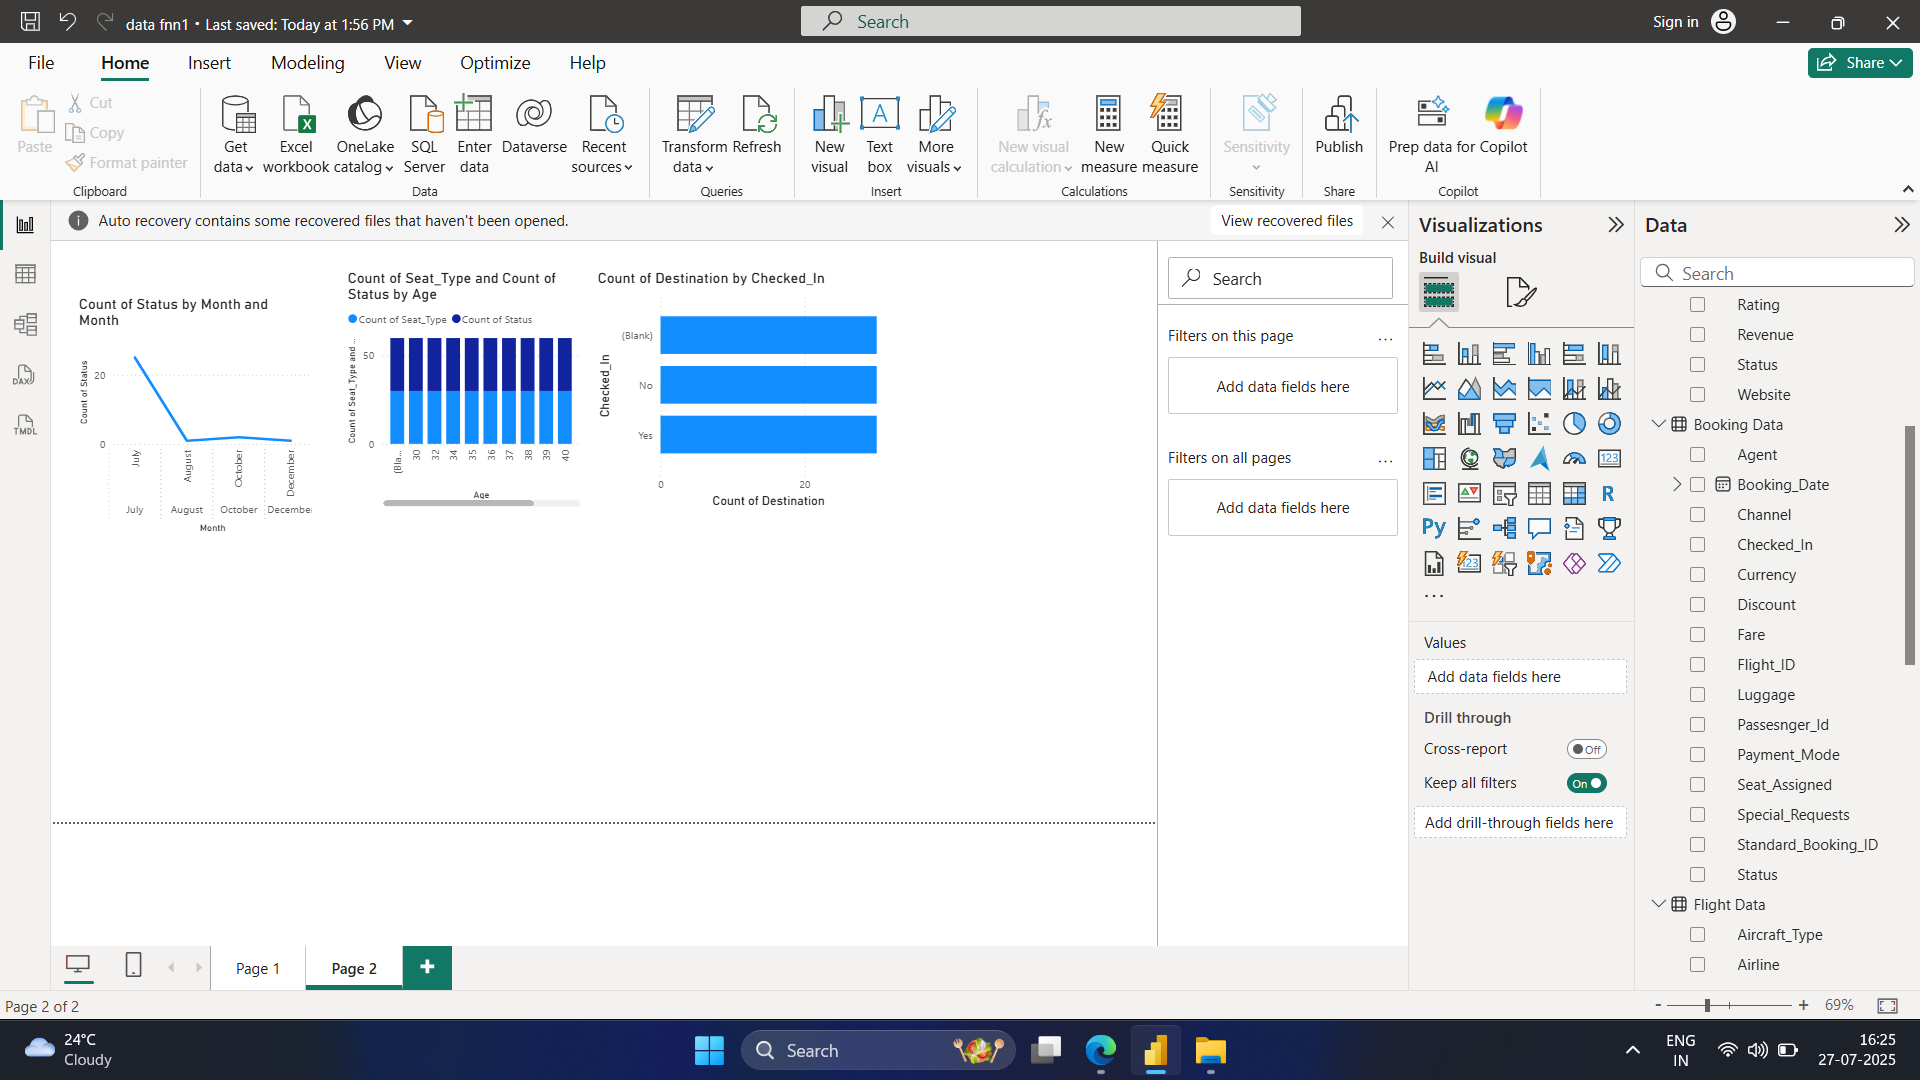 data fnn1 • Last saved: Today at 1:56 PM
Search
Sign in
File
Home
Insert
Modeling
View
Optimize
Help
Share
Paste
Cut
Copy
Format painter
Clipboard
Get data
Excel workbook
OneLake catalog
SQL Server
Enter data
Dataverse
Recent sources
Data
Transform data
Refresh
Queries
New visual
Text box
More visuals
Insert
New visual calculation
New measure
Quick measure
Calculations
Sensitivity
Sensitivity
Publish
Share
Prep data for AI
Copilot
Copilot
Auto recovery contains some recovered files that haven't been opened.
View recovered files
DAX
TMDL
Count of Status by Month and
Month
Count of Status
20
0
July
August
October
December
July
August
October
December
Month
Count of Seat_Type and Count of
Status by Age
Count of Seat_Type
Count of Status
Count of Seat_Type and ...
50
0
(Bla...
30
32
34
35
36
37
38
39
40
Age
Count of Destination by Checked_In
Checked_In
(Blank)
No
Yes
0
20
Count of Destination
Search
Filters on this page
...
Add data fields here
Filters on all pages
...
Add data fields here
Visualizations
Build visual
123
R
Py
123
...
Values
Add data fields here
Drill through
Cross-report
Off
Keep all filters
On
Add drill-through fields here
Data
Search
Rating
Revenue
Status
Website
Booking Data
Agent
Booking_Date
Channel
Checked_In
Currency
Discount
Fare
Flight_ID
Luggage
Passesnger_Id
Payment_Mode
Seat_Assigned
Special_Requests
Standard_Booking_ID
Status
Flight Data
Aircraft_Type
Airline
Page 1
Page 2
+
Page 2 of 2
-
+
69%
24°C
Cloudy
Search
ENG
IN
16:25
27-07-2025